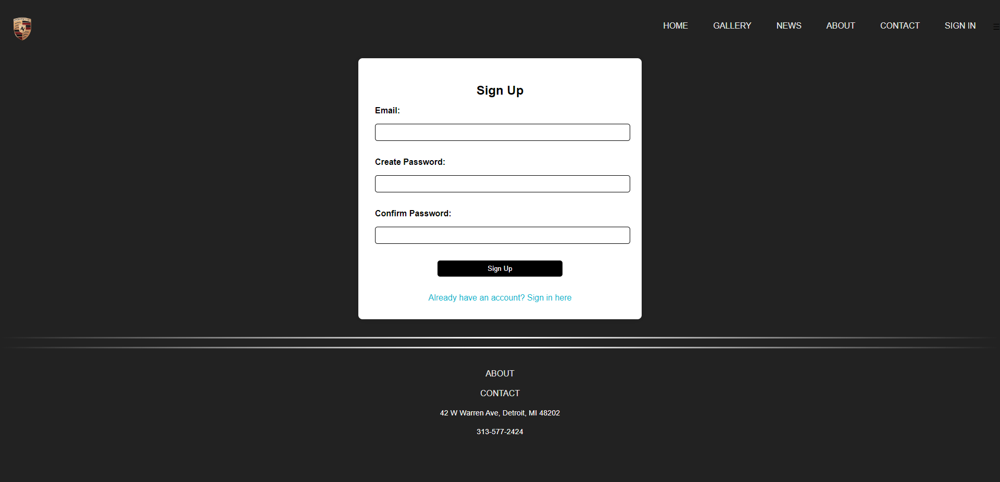 PORSCHE
HOME GALLERY NEWS ABOUT CONTACT SIGN IN
Sign Up
Email:
Create Password:
Confirm Password:
Sign Up
Already have an account? Sign in here
ABOUT
CONTACT
42 W Warren Ave, Detroit, MI 48202
313-577-2424